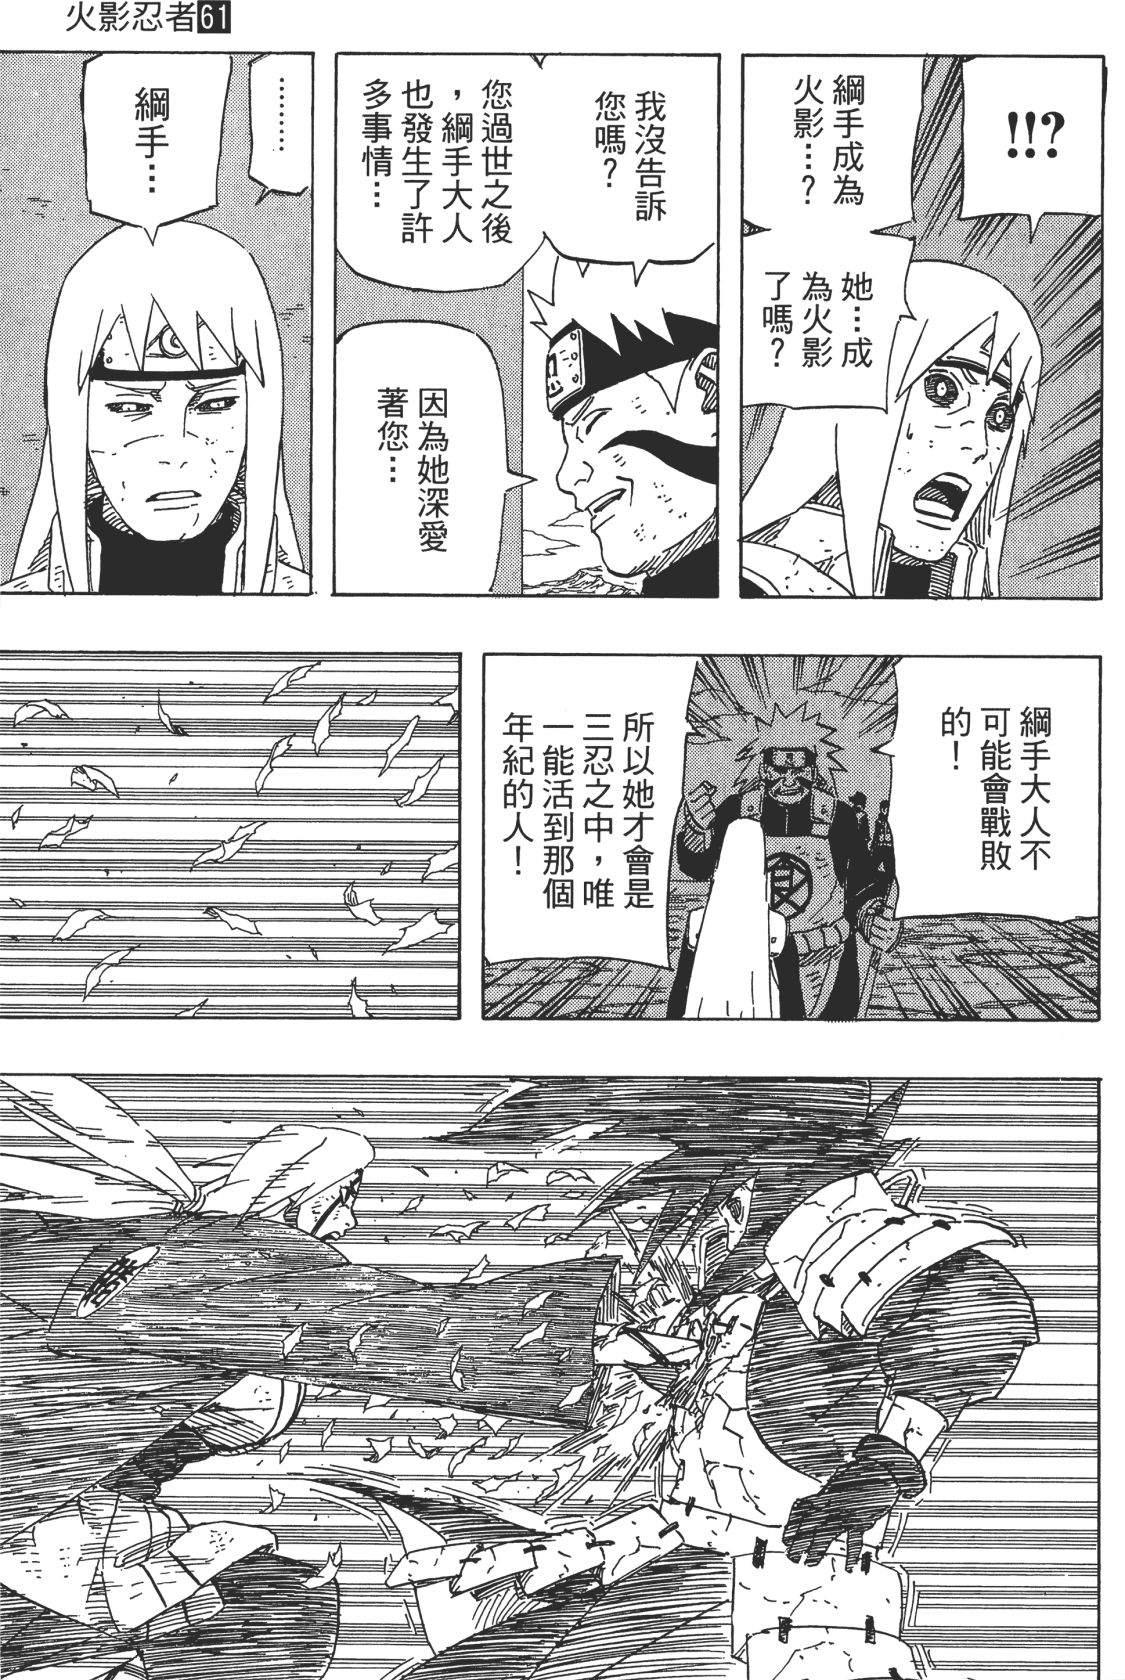 火影忍者61
!!?
綱手成為
火影…?
她…成
為火影
了嗎?
我沒告訴
您嗎?
您過世之後
，綱手大人
也發生了許
多事情…
因為她深愛
著您…
………
綱手…
綱手大人不
可能會戰敗
的!
所以她才會是
三忍之中，唯
一能活到那個
年紀的人!
食